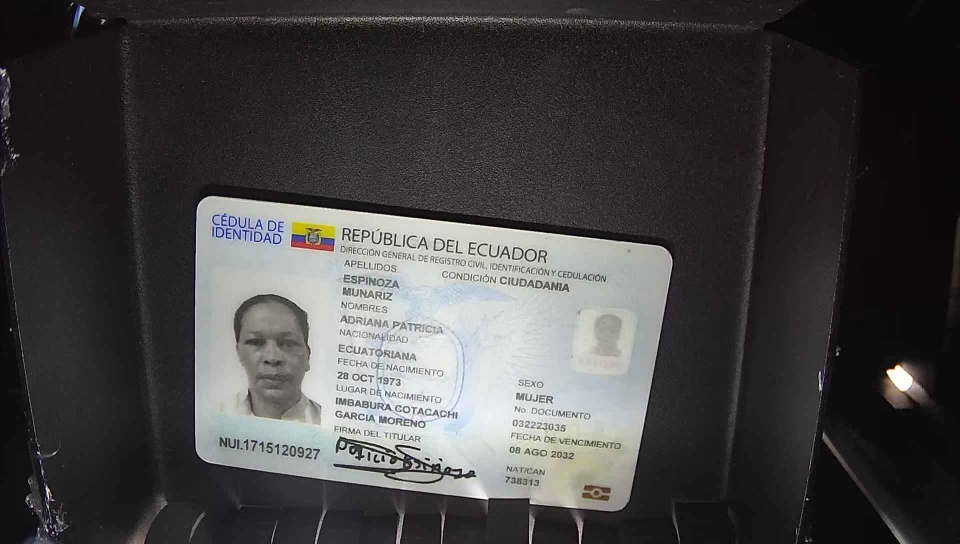 CÉDULA DE
IDENTIDAD
REPÚBLICA DEL ECUADOR
DIRECCIÓN GENERAL DE REGISTRO CIVIL, IDENTIFICACIÓN Y CEDULACIÓN
APELLIDOS
CONDICIÓN CIUDADANIA
ESPINOZA
MUNARIZ
NOMBRES
ADRIANA PATRICIA
NACIONALIDAD
ECUATORIANA
FECHA DE NACIMIENTO
28 OCT 1973
LUGAR DE NACIMIENTO
IMBABURA COTACACHI
GARCIA MORENO
FIRMA DEL TITULAR
SEXO
MUJER
No. DOCUMENTO
032223035
FECHA DE VENCIMIENTO
08 AGO 2032
NAT/CAN
738313
NUI.1715120927